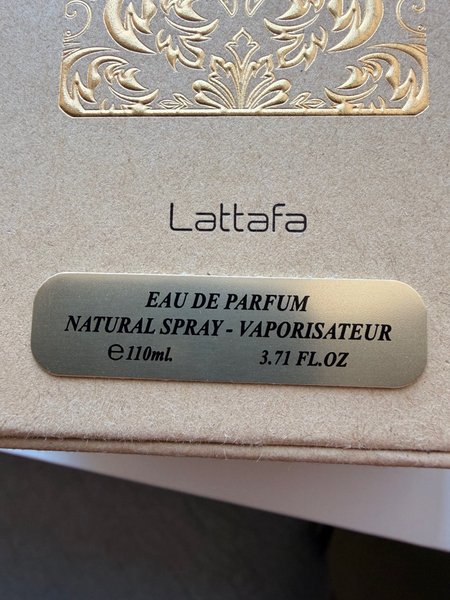 Lattafa
EAU DE PARFUM
NATURAL SPRAY - VAPORISATEUR
℮110ml. 3.71 FL.OZ